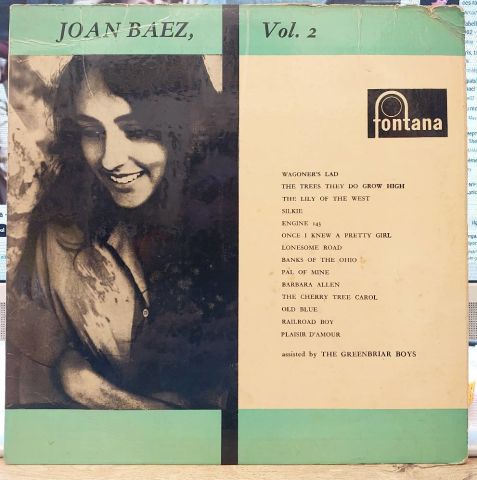 JOAN BAEZ, Vol. 2
fontana
WAGONER'S LAD
THE TREES THEY DO GROW HIGH
THE LILY OF THE WEST
SILKIE
ENGINE 143
ONCE I KNEW A PRETTY GIRL
LONESOME ROAD
BANKS OF THE OHIO
PAL OF MINE
BARBARA ALLEN
THE CHERRY TREE CAROL
OLD BLUE
RAILROAD BOY
PLAISIR D'AMOUR
assisted by THE GREENBRIAR BOYS